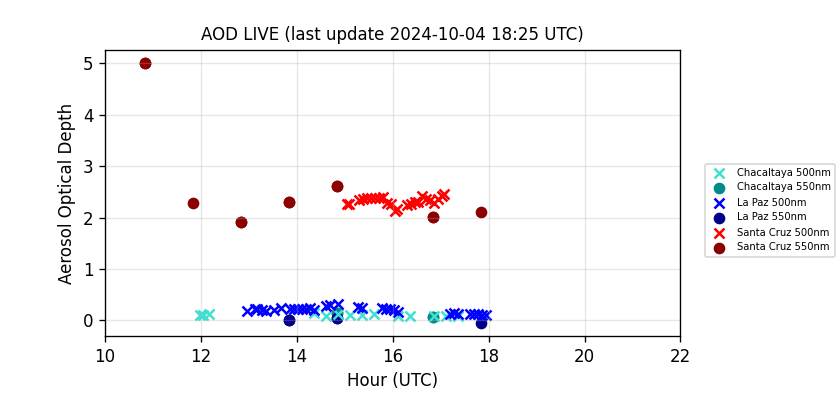 AOD LIVE (last update 2024-10-04 18:25 UTC)
Aerosol Optical Depth
5
4
3
2
1
0
10 12 14 16 18 20 22
Hour (UTC)
Chacaltaya 500nm
Chacaltaya 550nm
La Paz 500nm
La Paz 550nm
Santa Cruz 500nm
Santa Cruz 550nm